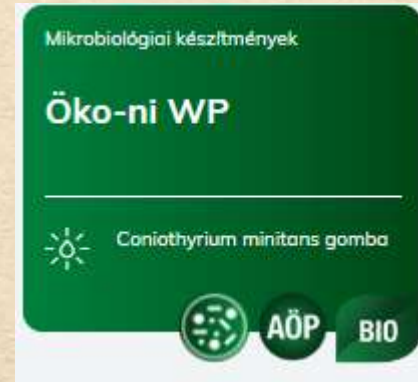 Mikrobiológiai készítmények
Öko-ni WP
Coniothyrium minitans gomba
AÖP
BIO